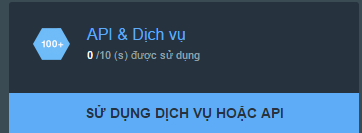 100+
API & Dịch vụ
0 /10 (s) được sử dụng
SỬ DỤNG DỊCH VỤ HOẶC API